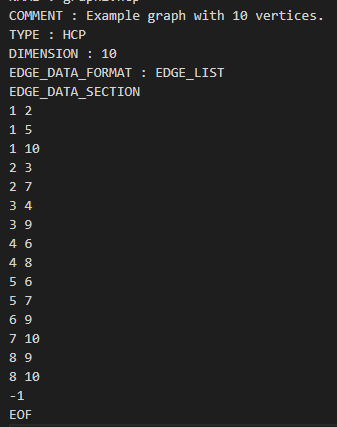 COMMENT : Example graph with 10 vertices.
TYPE : HCP
DIMENSION : 10
EDGE_DATA_FORMAT : EDGE_LIST
EDGE_DATA_SECTION
1 2
1 5
1 10
2 3
2 7
3 4
3 9
4 6
4 8
5 6
5 7
6 9
7 10
8 9
8 10
-1
EOF